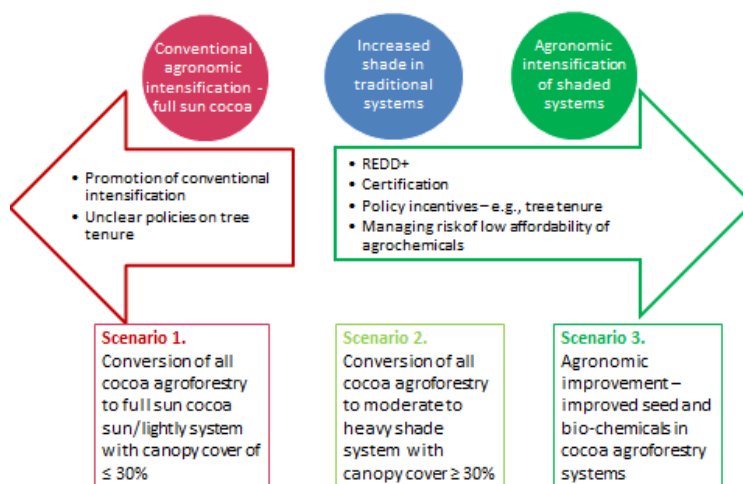 Conventional
agronomic
intensification -
full sun cocoa
Increased
shade in
traditional
systems
Agronomic
intensification
of shaded
systems
• Promotion of conventional
intensification
• Unclear policies on tree
tenure
• REDD+
• Certification
• Policy incentives – e.g., tree tenure
• Managing risk of low affordability of
agrochemicals
Scenario 1.
Conversion of all
cocoa agroforestry
to full sun cocoa
sun/lightly system
with canopy cover of
≤ 30%
Scenario 2.
Conversion of all
cocoa agroforestry
to moderate to
heavy shade
system with
canopy cover ≥ 30%
Scenario 3.
Agronomic
improvement –
improved seed and
bio-chemicals in
cocoa agroforestry
systems